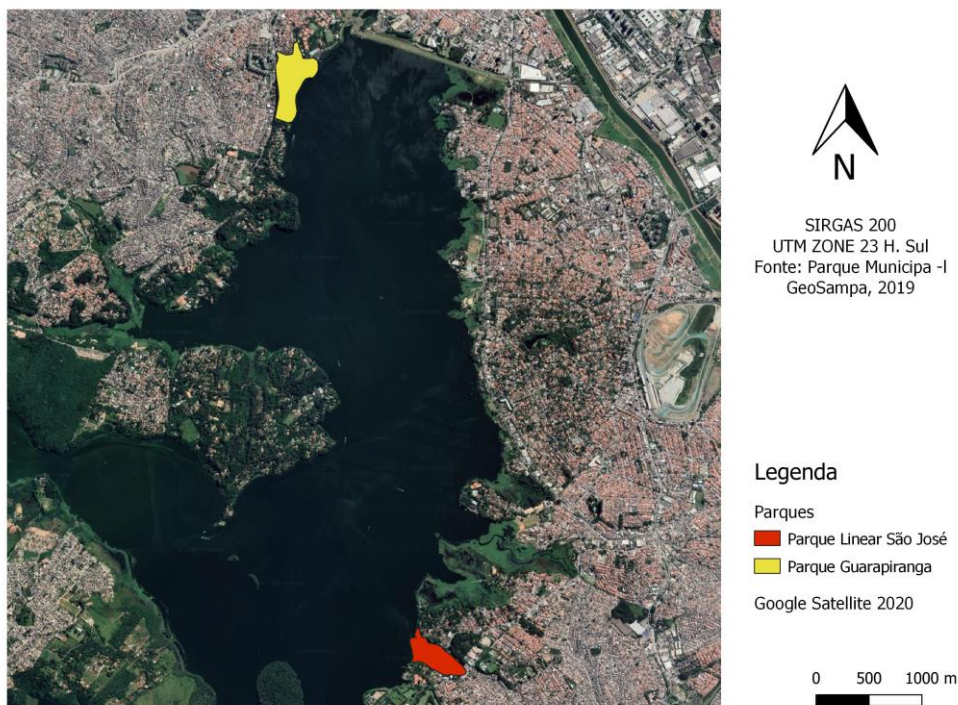 N
SIRGAS 200
UTM ZONE 23 H. Sul
Fonte: Parque Municipa -l
GeoSampa, 2019
Legenda
Parques
Parque Linear São José
Parque Guarapiranga
Google Satellite 2020
0 500 1000 m